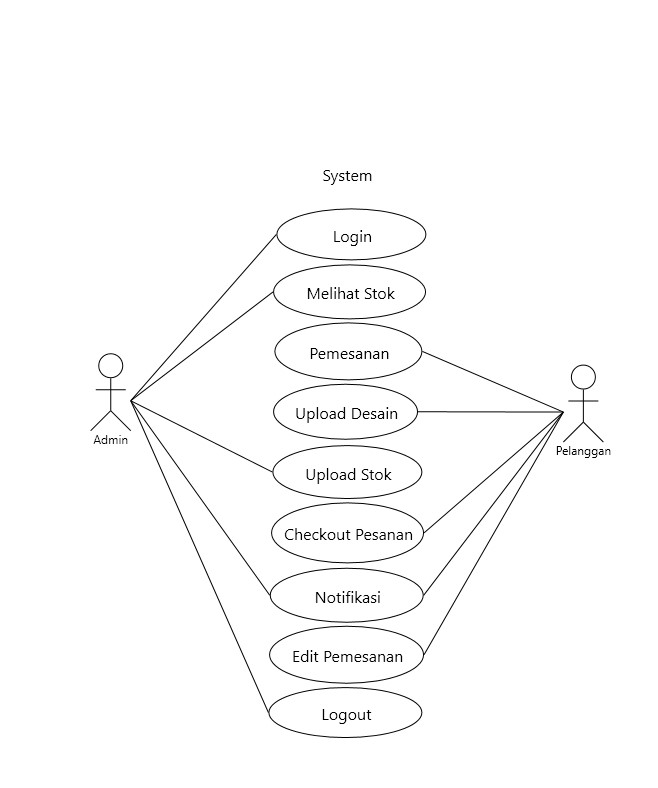 System
Login
Melihat Stok
Pemesanan
Upload Desain
Admin
Pelanggan
Upload Stok
Checkout Pesanan
Notifikasi
Edit Pemesanan
Logout